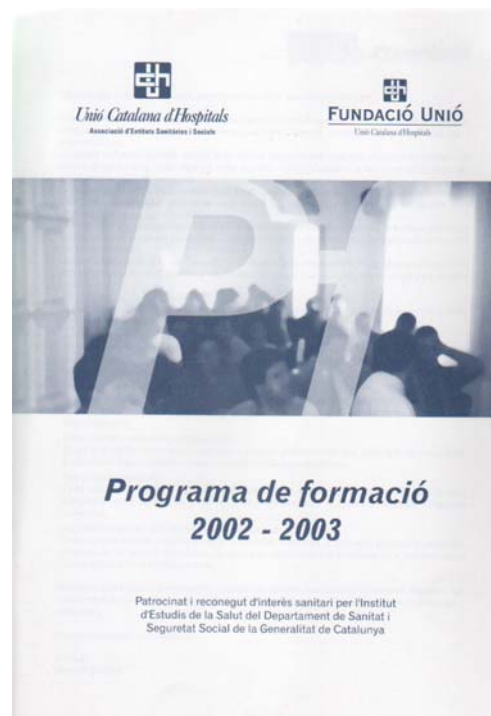 Unió Catalana d'Hospitals
Associació d'Entitats Sanitàries i Socials
FUNDACIÓ UNIÓ
Unió Catalana d'Hospitals
Pf
Programa de formació
2002 - 2003
Patrocinat i reconegut d'interès sanitari per l'Institut
d'Estudis de la Salut del Departament de Sanitat i
Seguretat Social de la Generalitat de Catalunya